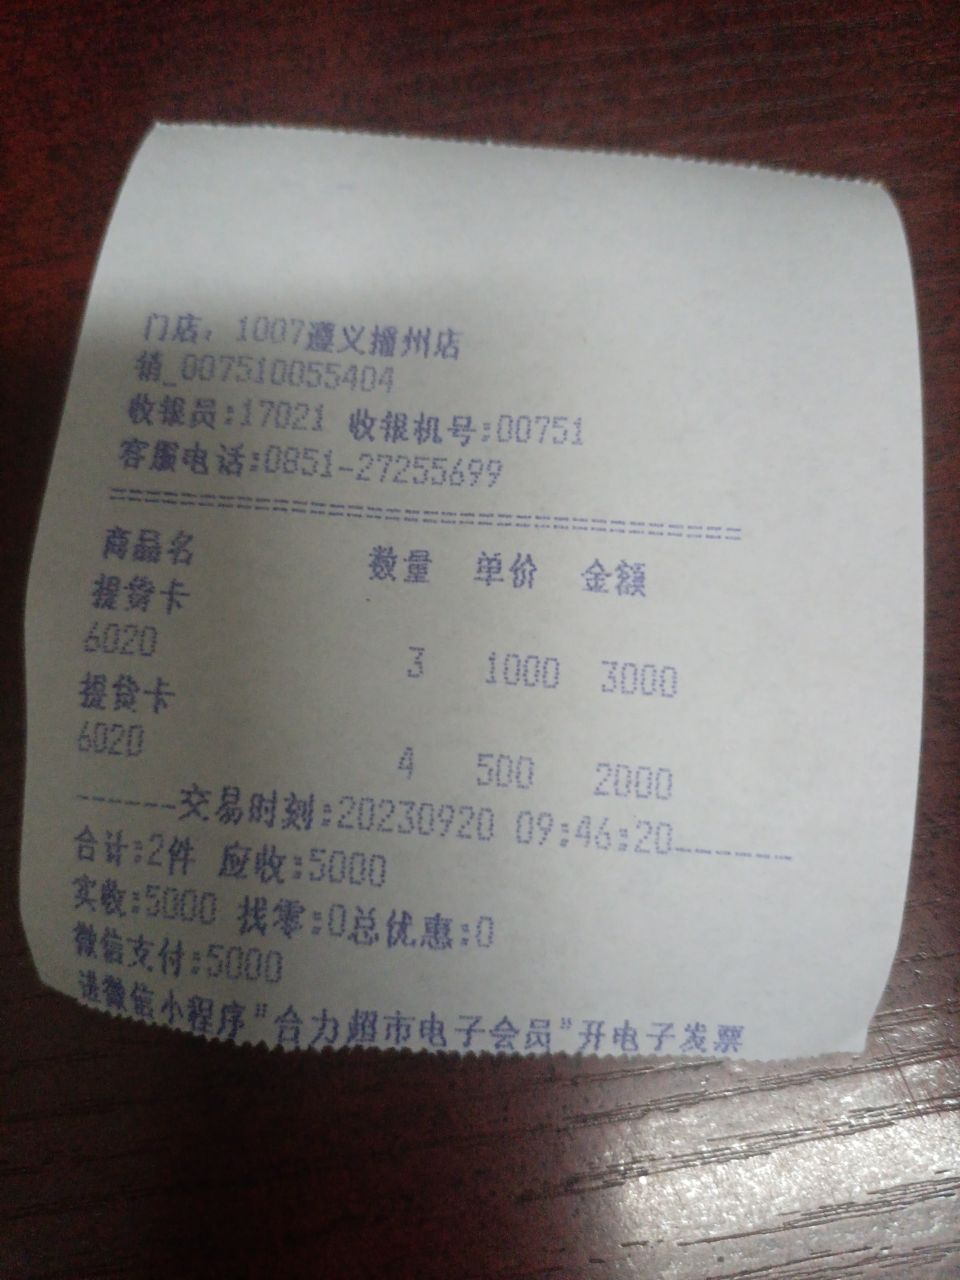 门店: 1007遵义播州店
销_007510055404
收银员:17021 收银机号:00751
客服电话:0851-27255699
商品名 数量 单价 金额
提货卡
6020 3 1000 3000
提货卡
6020 4 500 2000
------交易时刻:20230920 09:46:20-------
合计:2件 应收:5000
实收:5000 找零:0总优惠:0
微信支付:5000
进微信小程序"合力超市电子会员"开电子发票